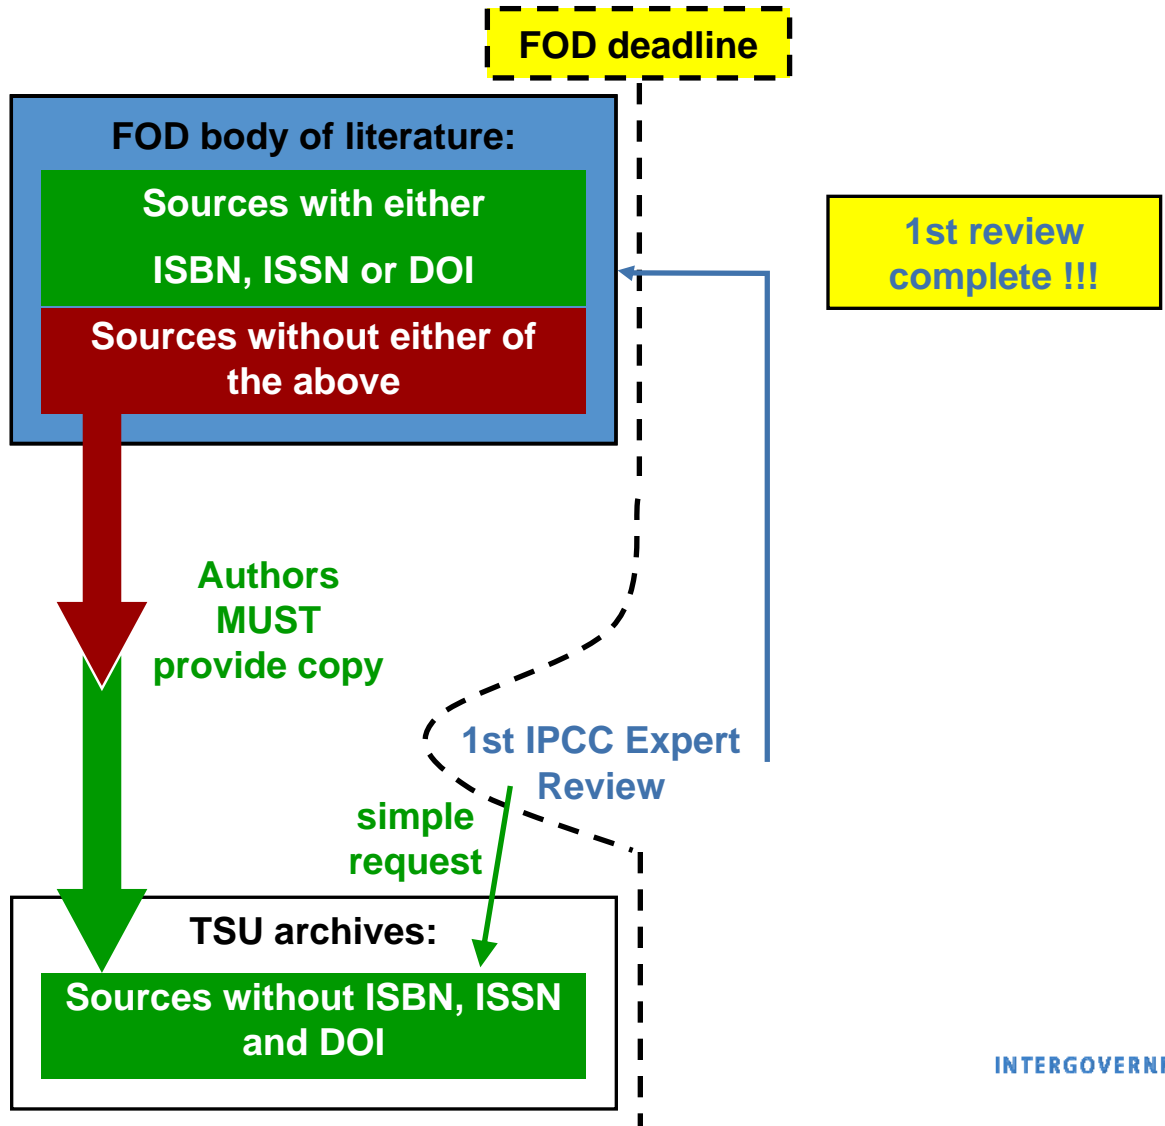 FOD deadline
FOD body of literature:
Sources with either
ISBN, ISSN or DOI
Sources without either of
the above
1st review
complete !!!
Authors
MUST
provide copy
1st IPCC Expert
Review
simple
request
TSU archives:
Sources without ISBN, ISSN
and DOI